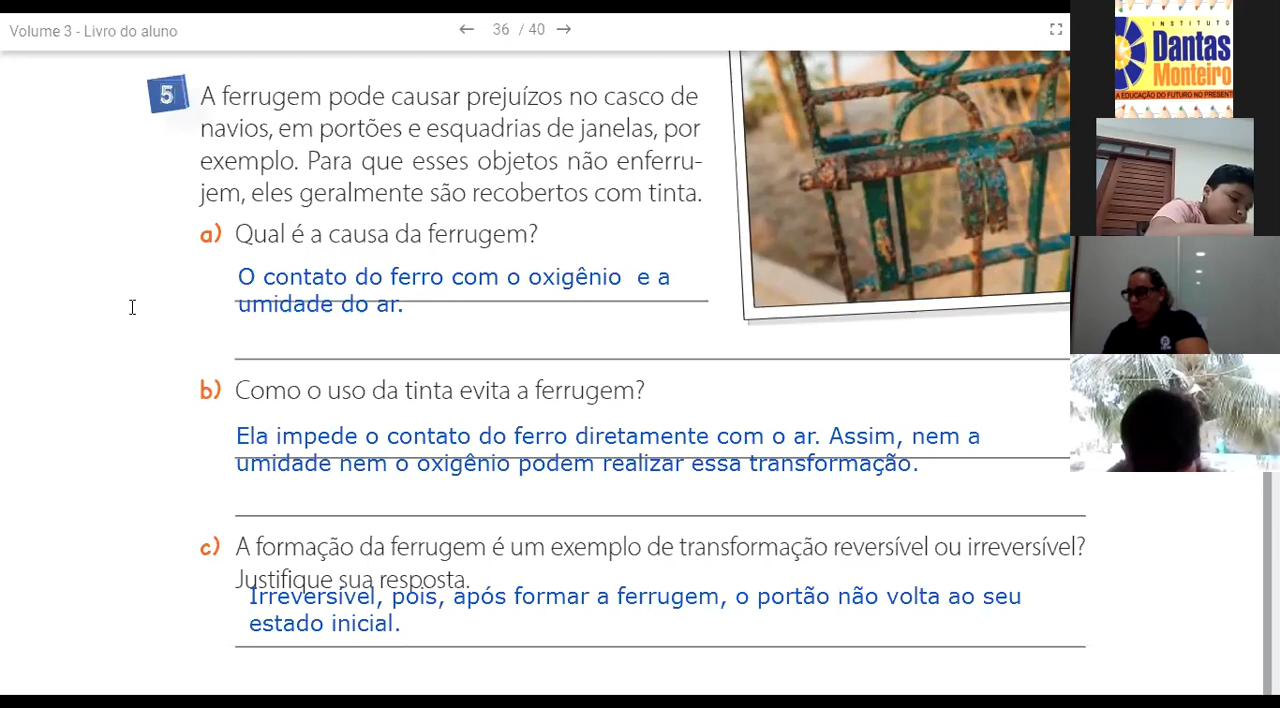 Volume 3 - Livro do aluno
← 36 / 40 →
INSTITUTO
Dantas
Monteiro
A EDUCAÇÃO DO FUTURO NO PRESENTE
5
A ferrugem pode causar prejuízos no casco de
navios, em portões e esquadrias de janelas, por
exemplo. Para que esses objetos não enferru-
jem, eles geralmente são recobertos com tinta.
a) Qual é a causa da ferrugem?
O contato do ferro com o oxigênio e a
umidade do ar.
b) Como o uso da tinta evita a ferrugem?
Ela impede o contato do ferro diretamente com o ar. Assim, nem a
umidade nem o oxigênio podem realizar essa transformação.
c) A formação da ferrugem é um exemplo de transformação reversível ou irreversível?
Justifique sua resposta.
Irreversível, pois, após formar a ferrugem, o portão não volta ao seu
estado inicial.